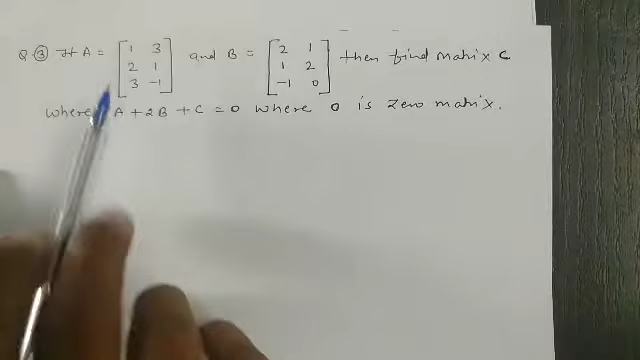 Q.③ If A = [1 3 2 1 3 -1] and B = [2 1 1 2 -1 0] then find matrix C
where A + 2B + C = 0 where 0 is zero matrix.